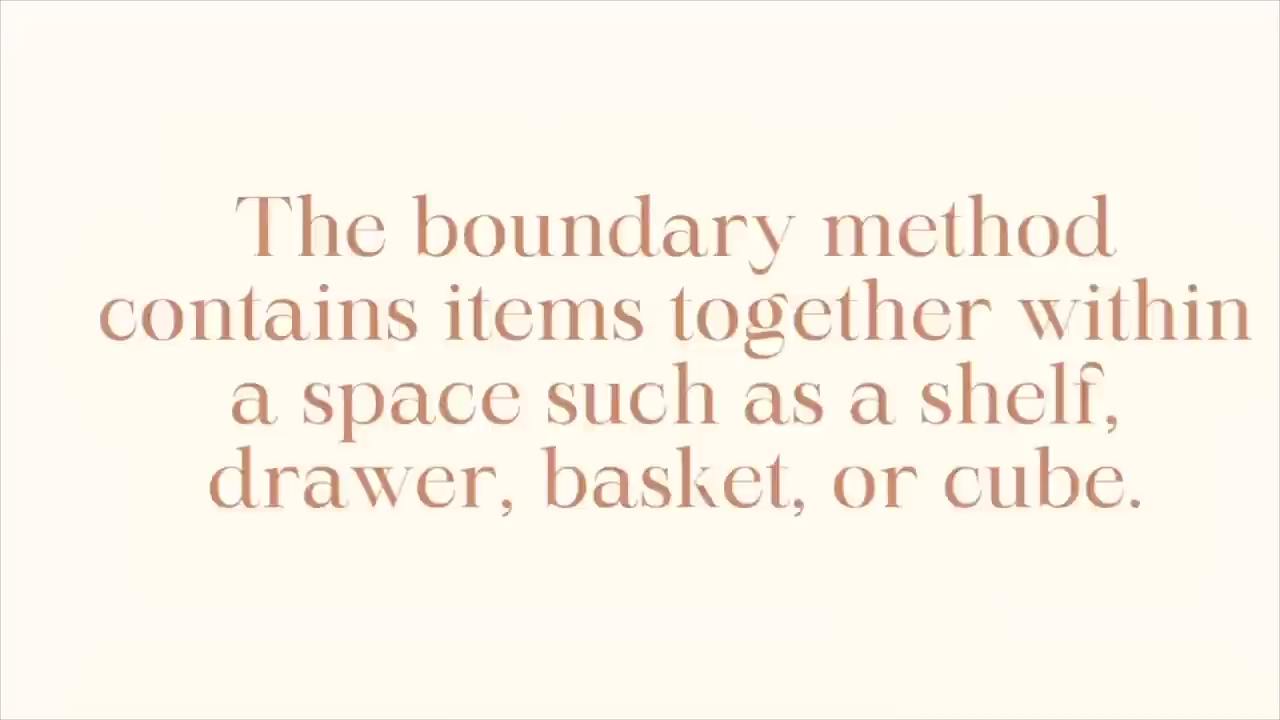 The boundary method
contains items together within
a space such as a shelf,
drawer, basket, or cube.